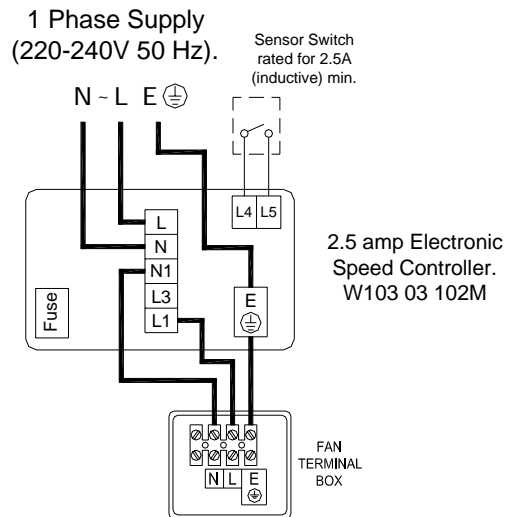 1 Phase Supply
(220-240V 50 Hz).
Sensor Switch
rated for 2.5A
(inductive) min.
N ~ L E
L4 L5
L
N
N1
L3
L1
Fuse
E
2.5 amp Electronic
Speed Controller.
W103 03 102M
N L E
FAN
TERMINAL
BOX